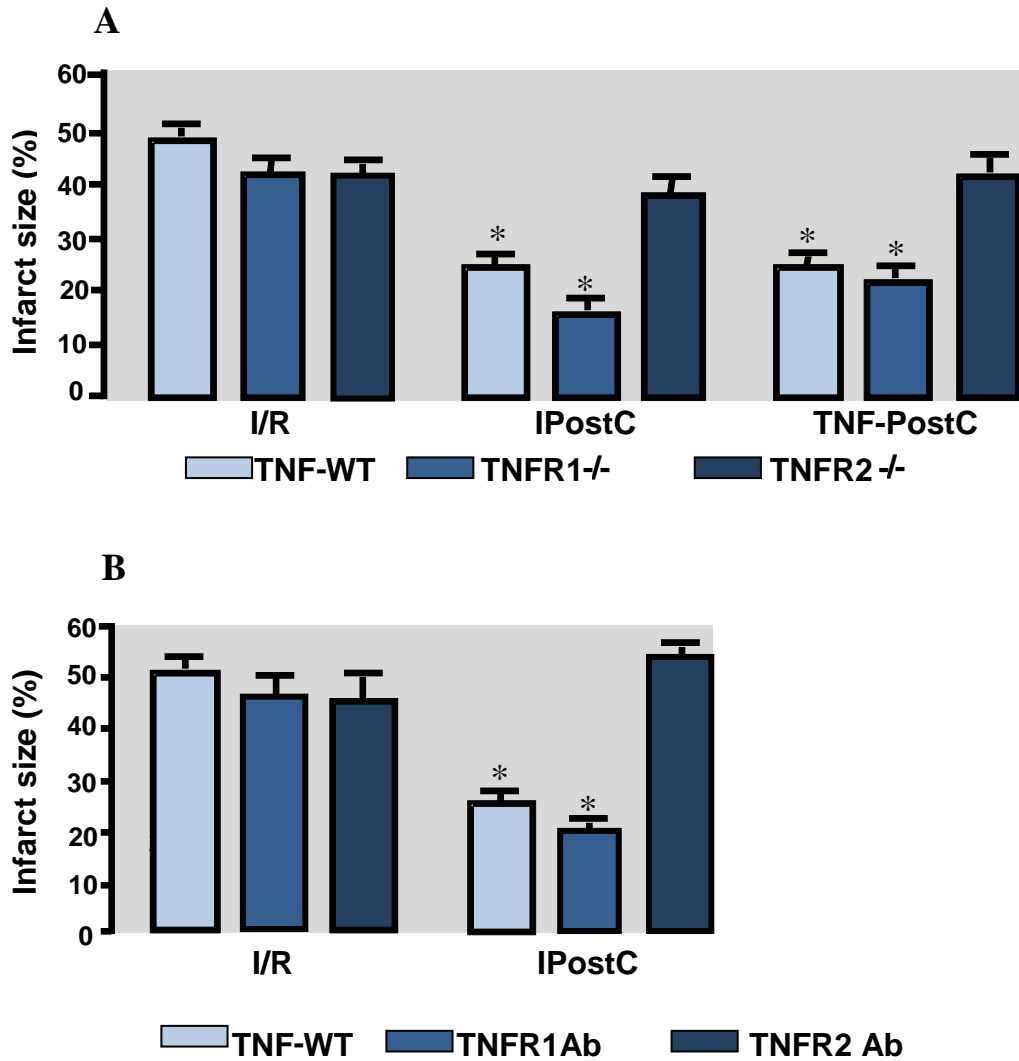 A
Infarct size (%)
60
50
40
30
20
10
0
*
*
*
*
I/R
IPostC
TNF-PostC
TNF-WT
TNFR1-/-
TNFR2 -/-
B
Infarct size (%)
60
50
40
30
20
10
0
*
*
I/R
IPostC
TNF-WT
TNFR1Ab
TNFR2 Ab